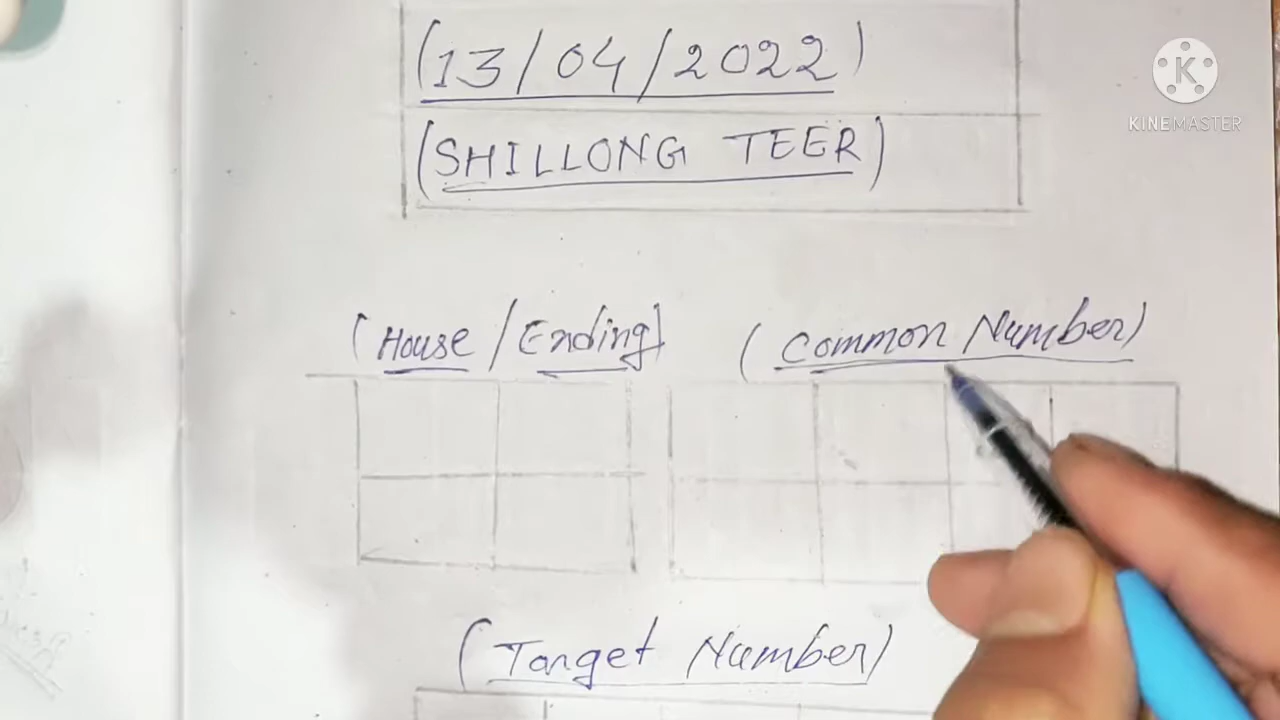 (13/04/2022)
K
KINEMASTER
(SHILLONG TEER)
(House/Ending)
(Common Number)
(Target Number)